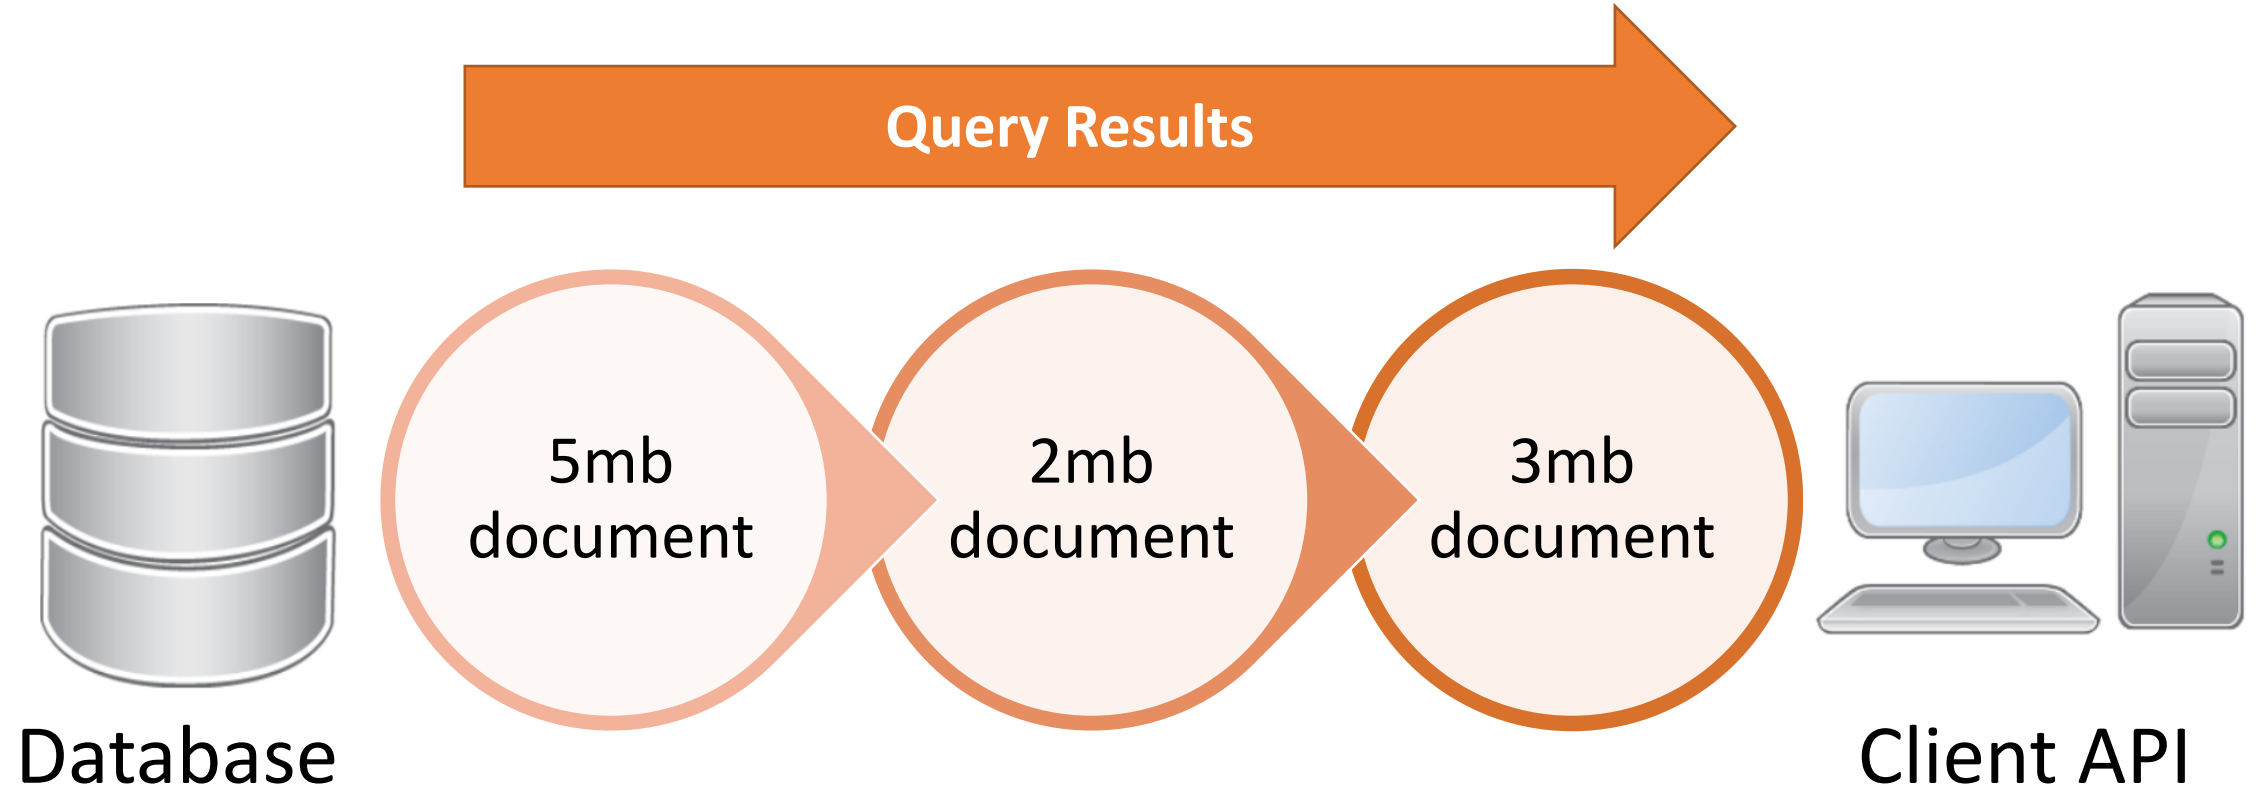 Query Results
5mb
document
2mb
document
3mb
document
Database
Client API